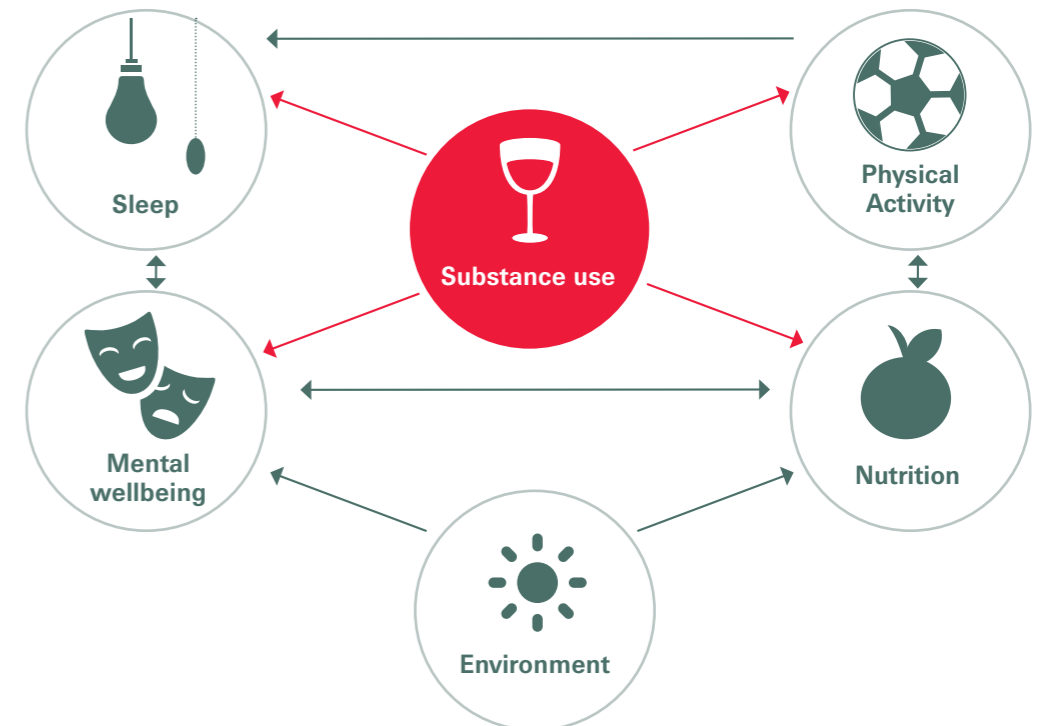 Sleep
Physical
Activity
Substance use
Mental
wellbeing
Nutrition
Environment